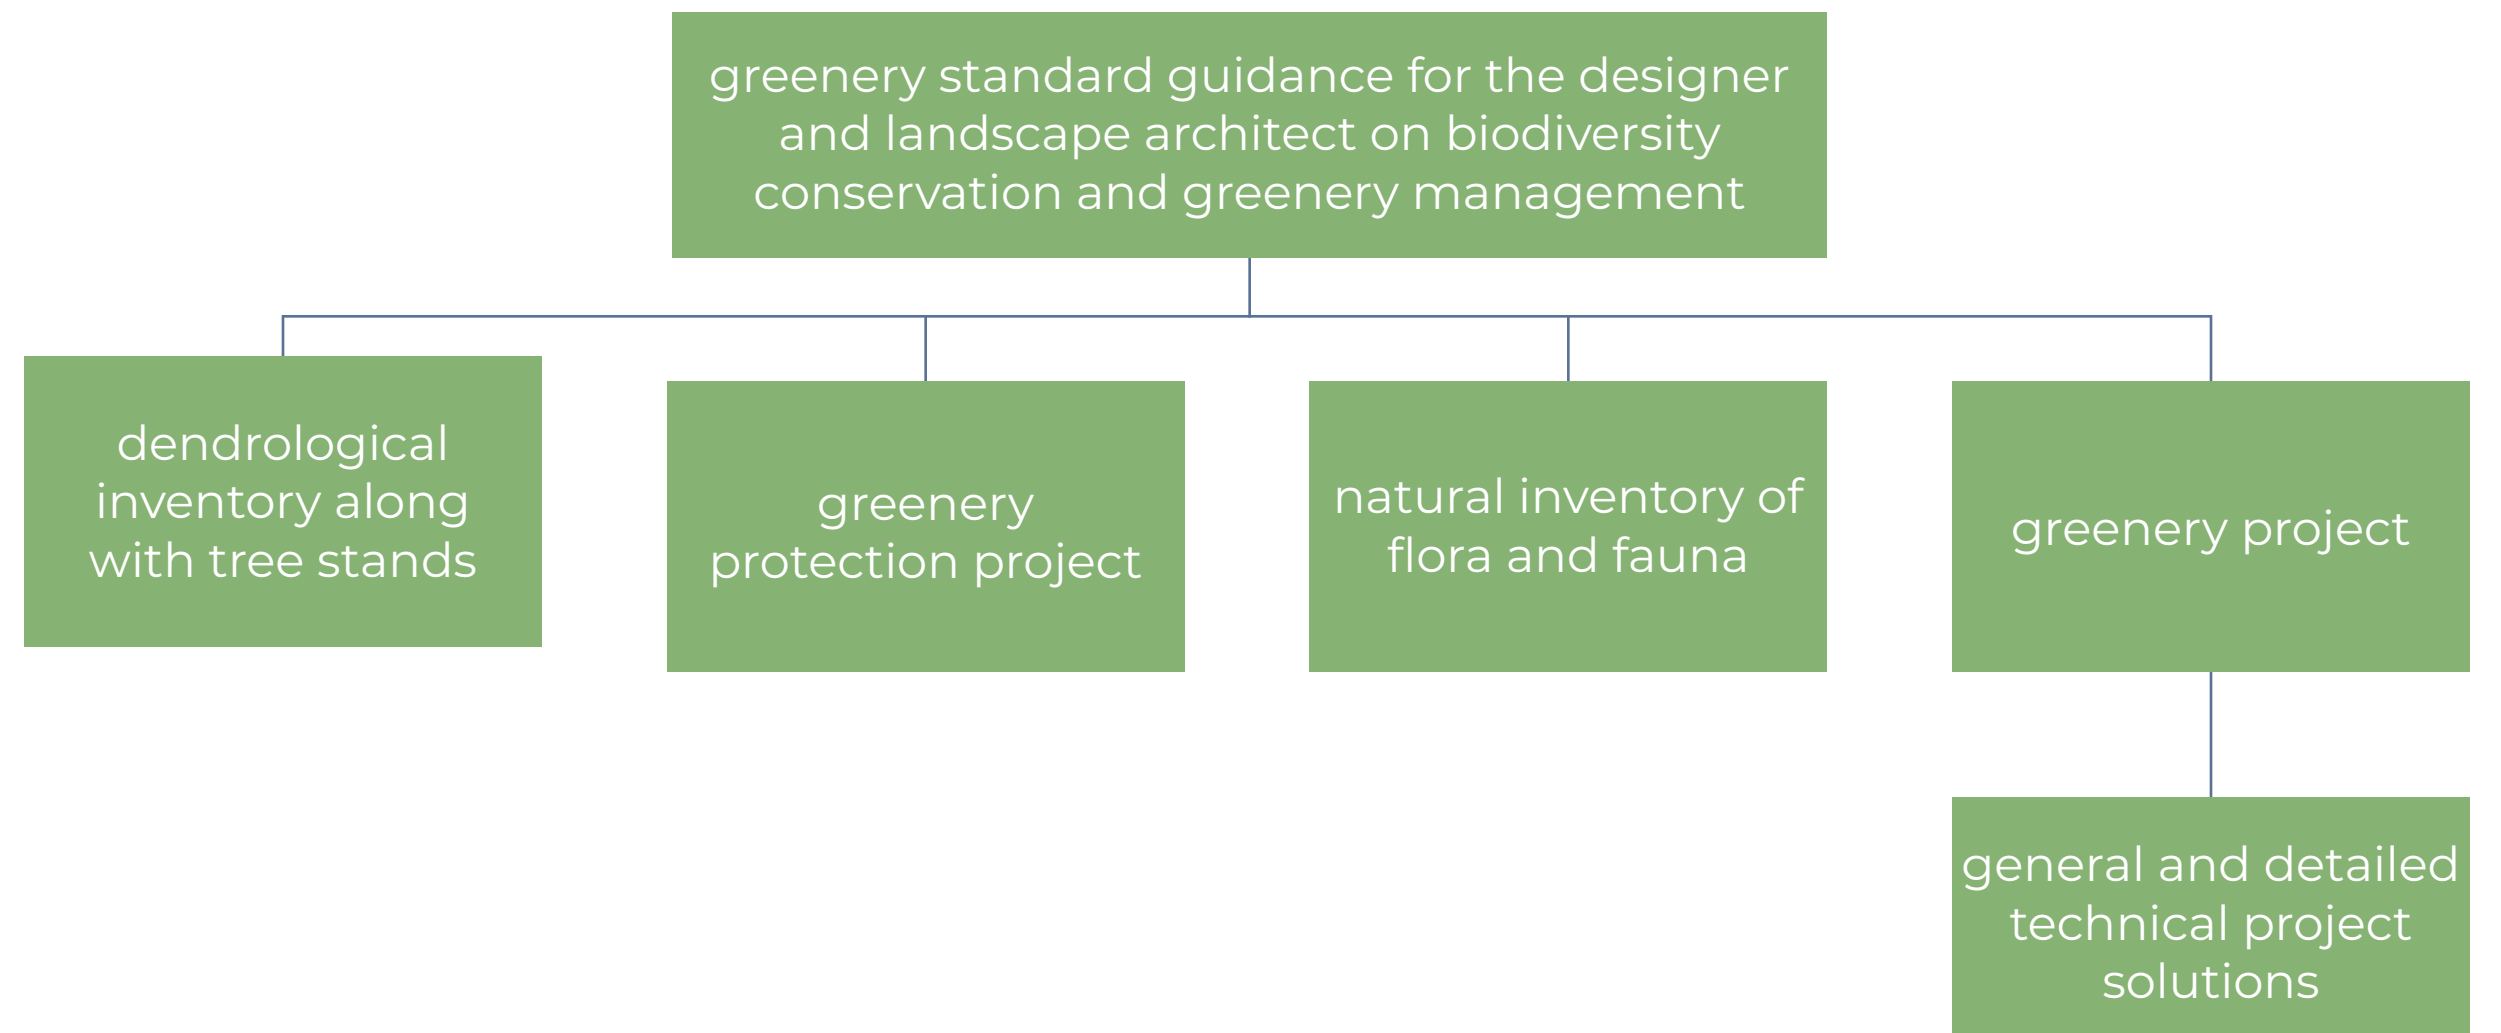 greenery standard guidance for the designer
and landscape architect on biodiversity
conservation and greenery management
dendrological
inventory along
with tree stands
greenery
protection project
natural inventory of
flora and fauna
greenery project
general and detailed
technical project
solutions